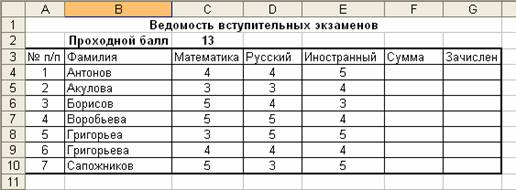 A B C D E F G
1 Ведомость вступительных экзаменов
2 Проходной балл 13
3 № п/п Фамилия Математика Русский Иностранный Сумма Зачислен
4 1 Антонов 4 4 5
5 2 Акулова 3 3 4
6 3 Борисов 5 4 3
7 4 Воробьева 5 5 4
8 5 Григорьеа 3 5 5
9 6 Григорьева 4 4 4
10 7 Сапожников 5 3 5
11